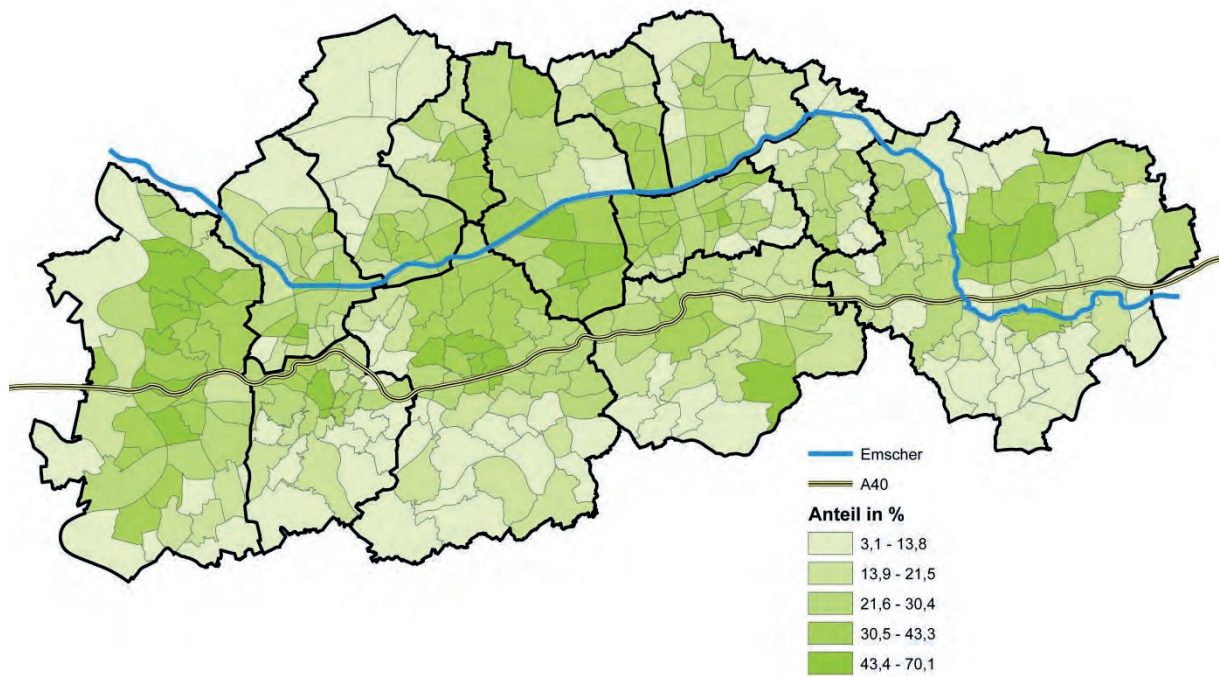 Emscher
A40
Anteil in %
3,1 - 13,8
13,9 - 21,5
21,6 - 30,4
30,5 - 43,3
43,4 - 70,1